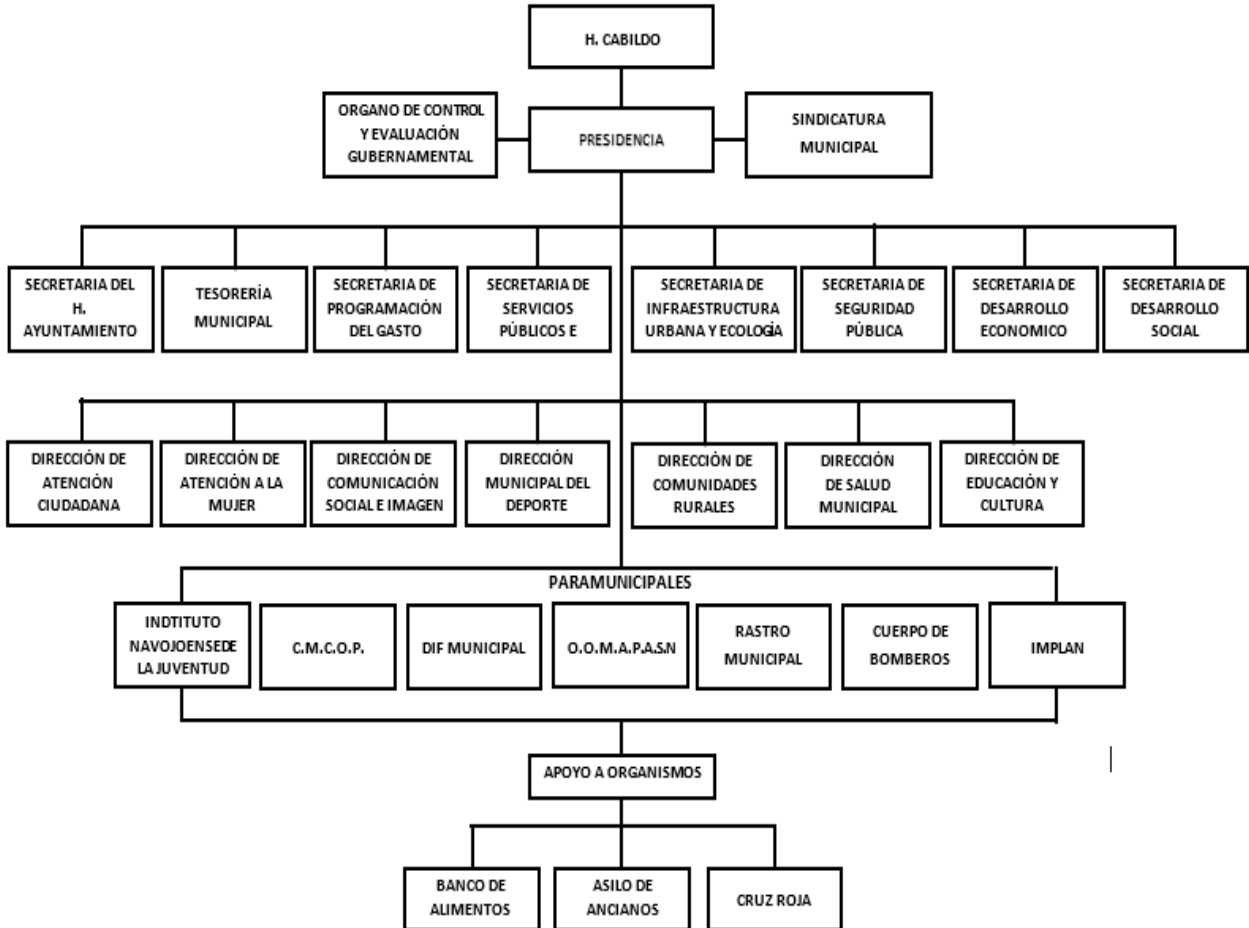 H. CABILDO
ORGANO DE CONTROL
Y EVALUACIÓN
GUBERNAMENTAL
PRESIDENCIA
SINDICATURA
MUNICIPAL
SECRETARIA DEL
H.
AYUNTAMIENTO
TESORERÍA
MUNICIPAL
SECRETARIA DE
PROGRAMACIÓN
DEL GASTO
SECRETARIA DE
SERVICIOS
PÚBLICOS E
SECRETARIA DE
INFRAESTRUCTURA
URBANA Y ECOLOGÍA
SECRETARIA DE
SEGURIDAD
PÚBLICA
SECRETARIA DE
DESARROLLO
ECONOMICO
SECRETARIA DE
DESARROLLO
SOCIAL
DIRECCIÓN DE
ATENCIÓN
CIUDADANA
DIRECCIÓN DE
ATENCIÓN A LA
MUJER
DIRECCIÓN DE
COMUNICACIÓN
SOCIAL E IMAGEN
DIRECCIÓN
MUNICIPAL DEL
DEPORTE
DIRECCIÓN DE
COMUNIDADES
RURALES
DIRECCIÓN
DE SALUD
MUNICIPAL
DIRECCIÓN DE
EDUCACIÓN Y
CULTURA
PARAMUNICIPALES
INDTITUTO
NAVOJOENSEDE
LA JUVENTUD
C.M.C.O.P.
DIF MUNICIPAL
O.O.M.A.P.A.S.N
RASTRO
MUNICIPAL
CUERPO DE
BOMBEROS
IMPLAN
APOYO A ORGANISMOS
BANCO DE
ALIMENTOS
ASILO DE
ANCIANOS
CRUZ ROJA